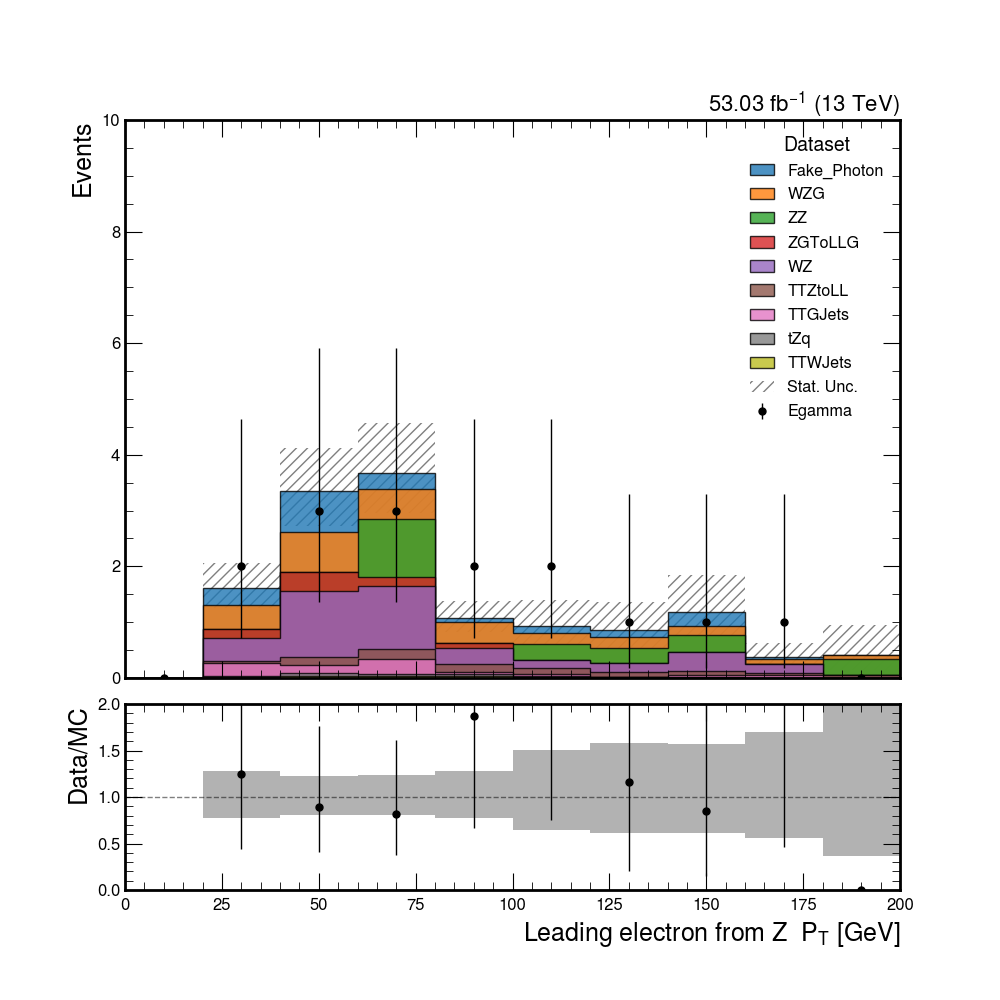 53.03 fb⁻¹ (13 TeV)
Events
10
8
6
4
2
0
Dataset
Fake_Photon
WZG
ZZ
ZGToLLG
WZ
TTZtoLL
TTGJets
tZq
TTWJets
Stat. Unc.
Egamma
Data/MC
2.0
1.5
1.0
0.5
0.0
0 25 50 75 100 125 150 175 200
Leading electron from Z P_T [GeV]